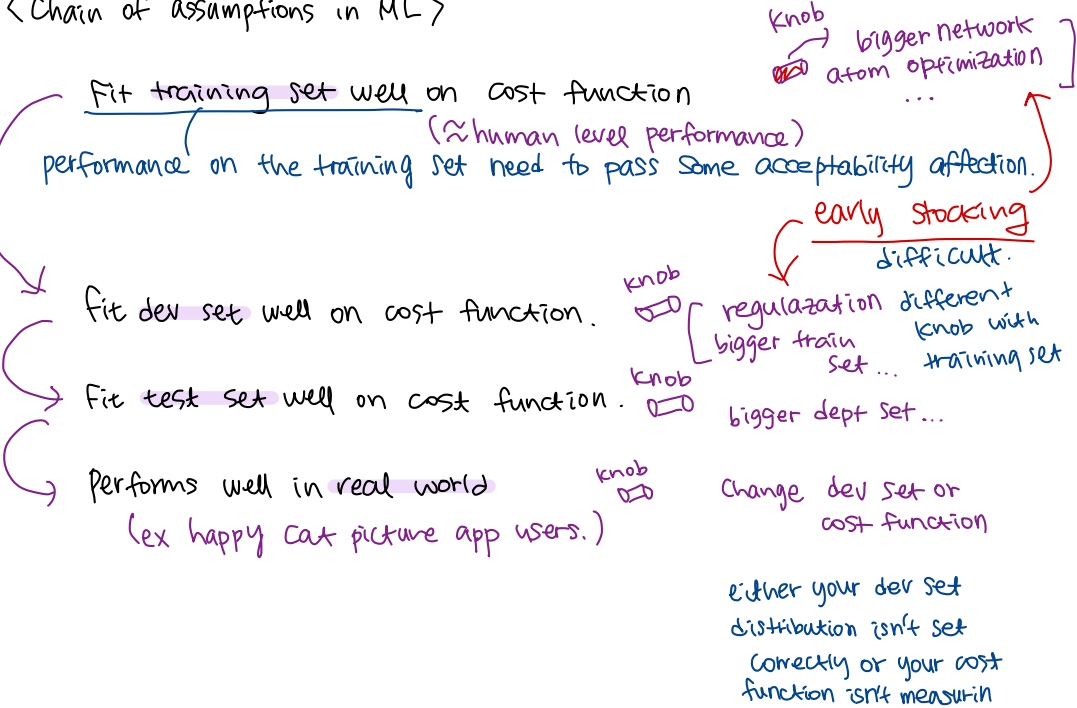 <Chain of assumptions in ML>
Knob
bigger network
atom optimization
...
Fit training set well on cost function
(≈human level performance)
performance on the training set need to pass some acceptability affection.
early stocking
difficult.
Fit dev set well on cost function.
Knob
regulazation
bigger train
set ...
different
knob with
training set
Fit test set well on cost function.
Knob
bigger dept set...
Performs well in real world
(ex happy cat picture app users.)
Knob
Change dev set or
cost function
either your dev set
distribution isn't set
correctly or your cost
function isn't measurin